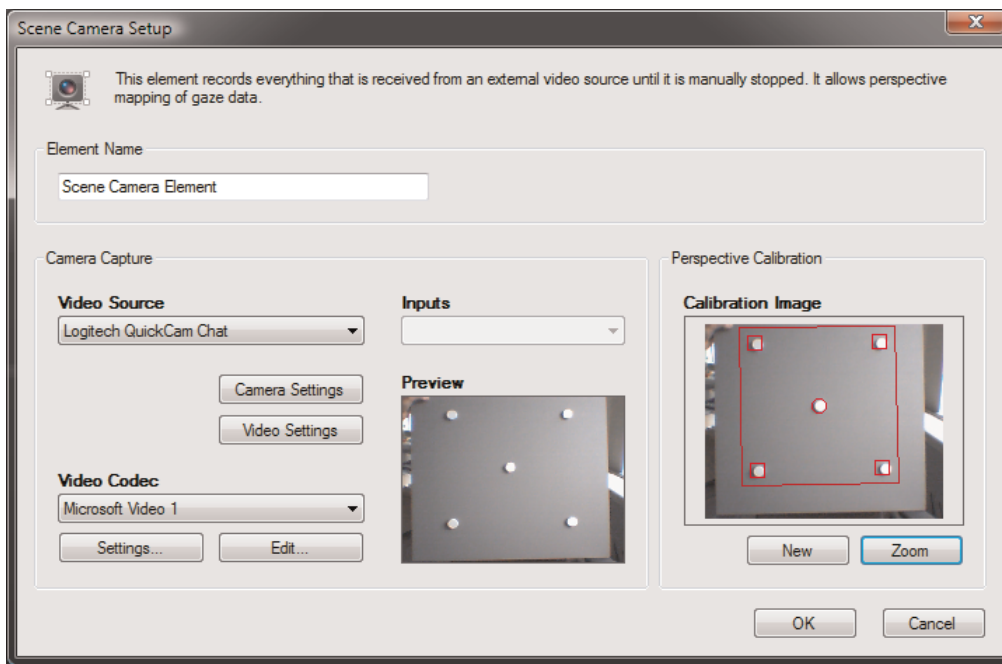 Scene Camera Setup
This element records everything that is received from an external video source until it is manually stopped. It allows perspective
mapping of gaze data.
Element Name
Scene Camera Element
Camera Capture
Video Source
Logitech QuickCam Chat
Inputs
Camera Settings
Video Settings
Preview
Video Codec
Microsoft Video 1
Settings...
Edit...
Perspective Calibration
Calibration Image
New
Zoom
OK
Cancel